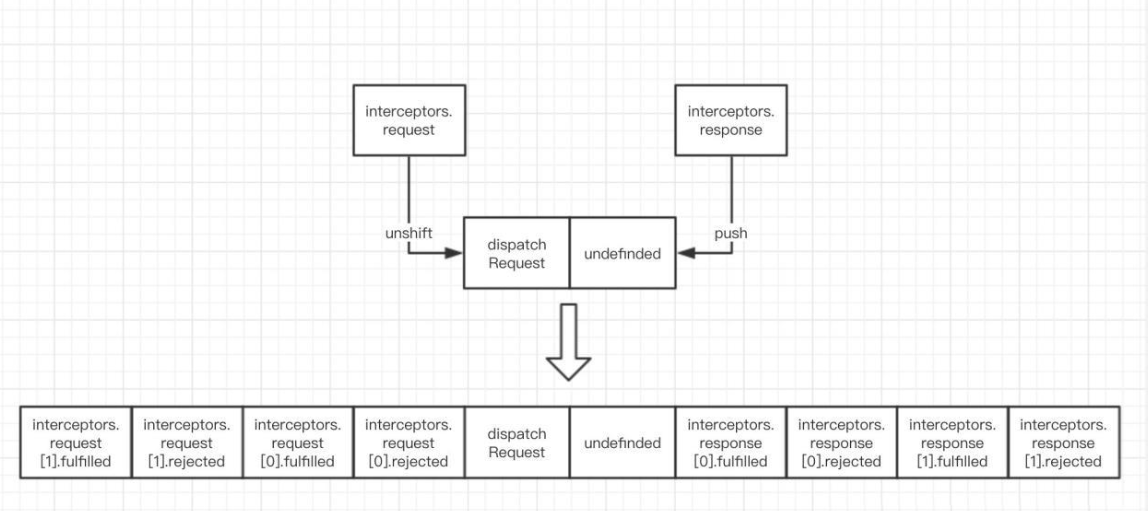 interceptors.
request
interceptors.
response
unshift
push
dispatch
Request
undefinded
interceptors.
request
[1].fulfilled
interceptors.
request
[1].rejected
interceptors.
request
[0].fulfilled
interceptors.
request
[0].rejected
dispatch
Request
undefinded
interceptors.
response
[0].fulfilled
interceptors.
response
[0].rejected
interceptors.
response
[1].fulfilled
interceptors.
response
[1].rejected